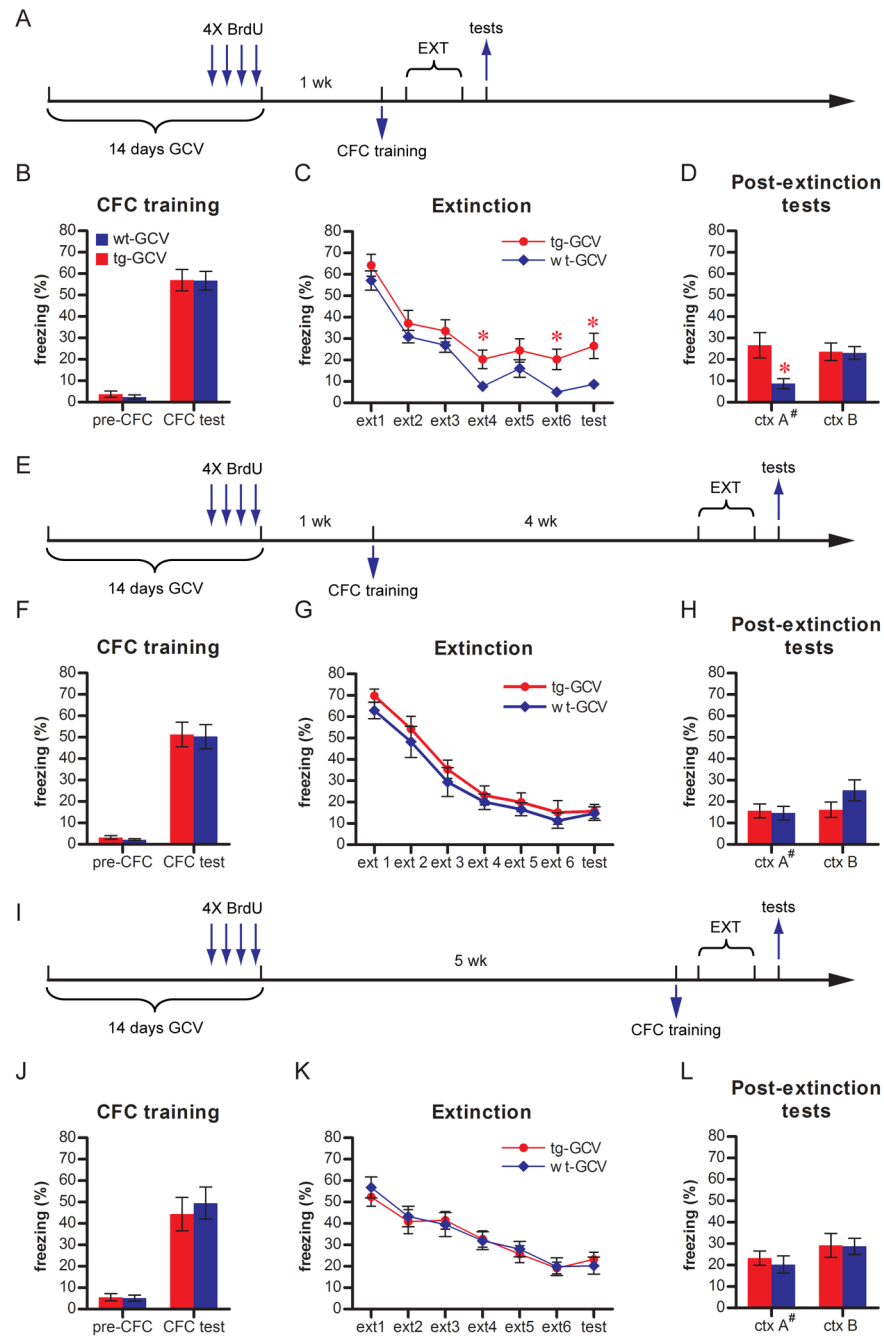 A
4X BrdU
tests
EXT
1 wk
14 days GCV
CFC training
B
CFC training
wt-GCV
tg-GCV
freezing (%)
80
70
60
50
40
30
20
10
0
pre-CFC CFC test
C
Extinction
tg-GCV
w t-GCV
freezing (%)
80
70
60
50
40
30
20
10
0
*
*
*
ext1 ext2 ext3 ext4 ext5 ext6 test
D
Post-extinction
tests
freezing (%)
80
70
60
50
40
30
20
10
0
*
ctx A# ctx B
E
4X BrdU
tests
EXT
1 wk
4 wk
14 days GCV
CFC training
F
CFC training
freezing (%)
80
70
60
50
40
30
20
10
0
pre-CFC CFC test
G
Extinction
tg-GCV
w t-GCV
freezing (%)
80
70
60
50
40
30
20
10
0
ext 1 ext 2 ext 3 ext 4 ext 5 ext 6 test
H
Post-extinction
tests
freezing (%)
80
70
60
50
40
30
20
10
0
ctx A# ctx B
I
4X BrdU
tests
EXT
5 wk
14 days GCV
CFC training
J
CFC training
freezing (%)
80
70
60
50
40
30
20
10
0
pre-CFC CFC test
K
Extinction
tg-GCV
w t-GCV
freezing (%)
80
70
60
50
40
30
20
10
0
ext1 ext2 ext3 ext4 ext5 ext6 test
L
Post-extinction
tests
freezing (%)
80
70
60
50
40
30
20
10
0
ctx A# ctx B